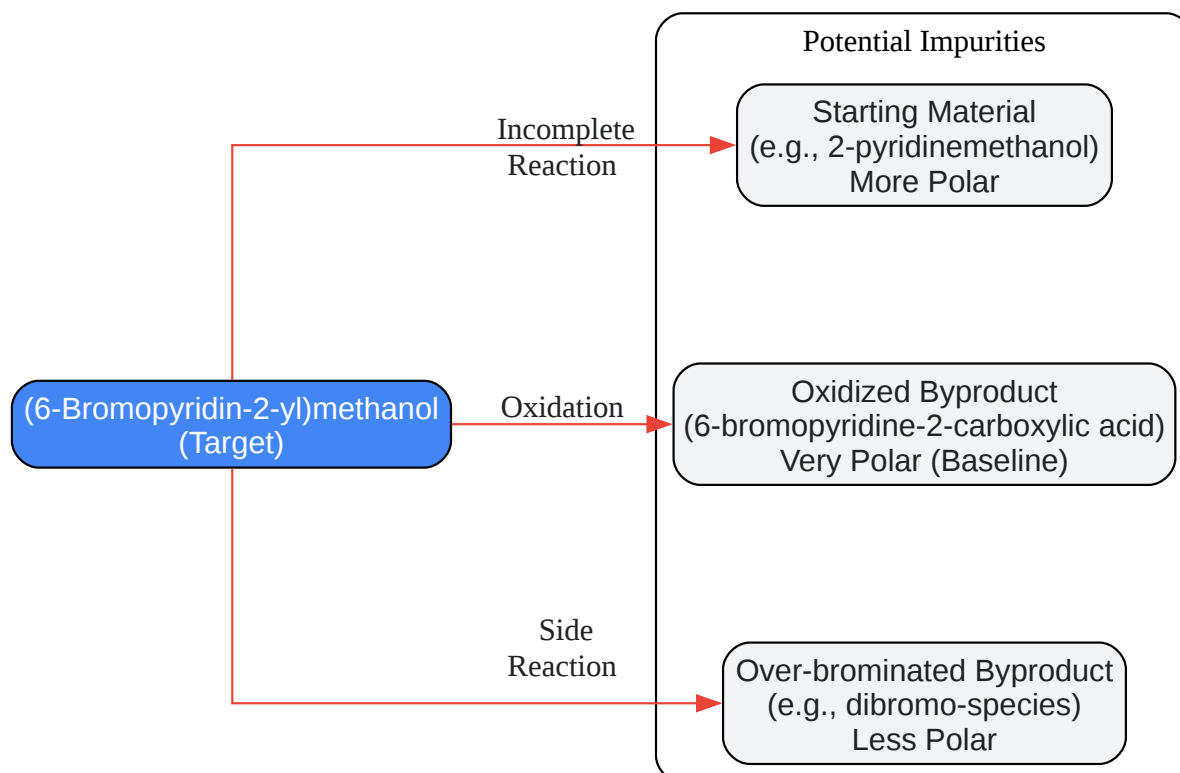 Potential Impurities
Incomplete
Reaction
Starting Material
(e.g., 2-pyridinemethanol)
More Polar
(6-Bromopyridin-2-yl)methanol
(Target)
Oxidation
Oxidized Byproduct
(6-bromopyridine-2-carboxylic acid)
Very Polar (Baseline)
Side
Reaction
Over-brominated Byproduct
(e.g., dibromo-species)
Less Polar